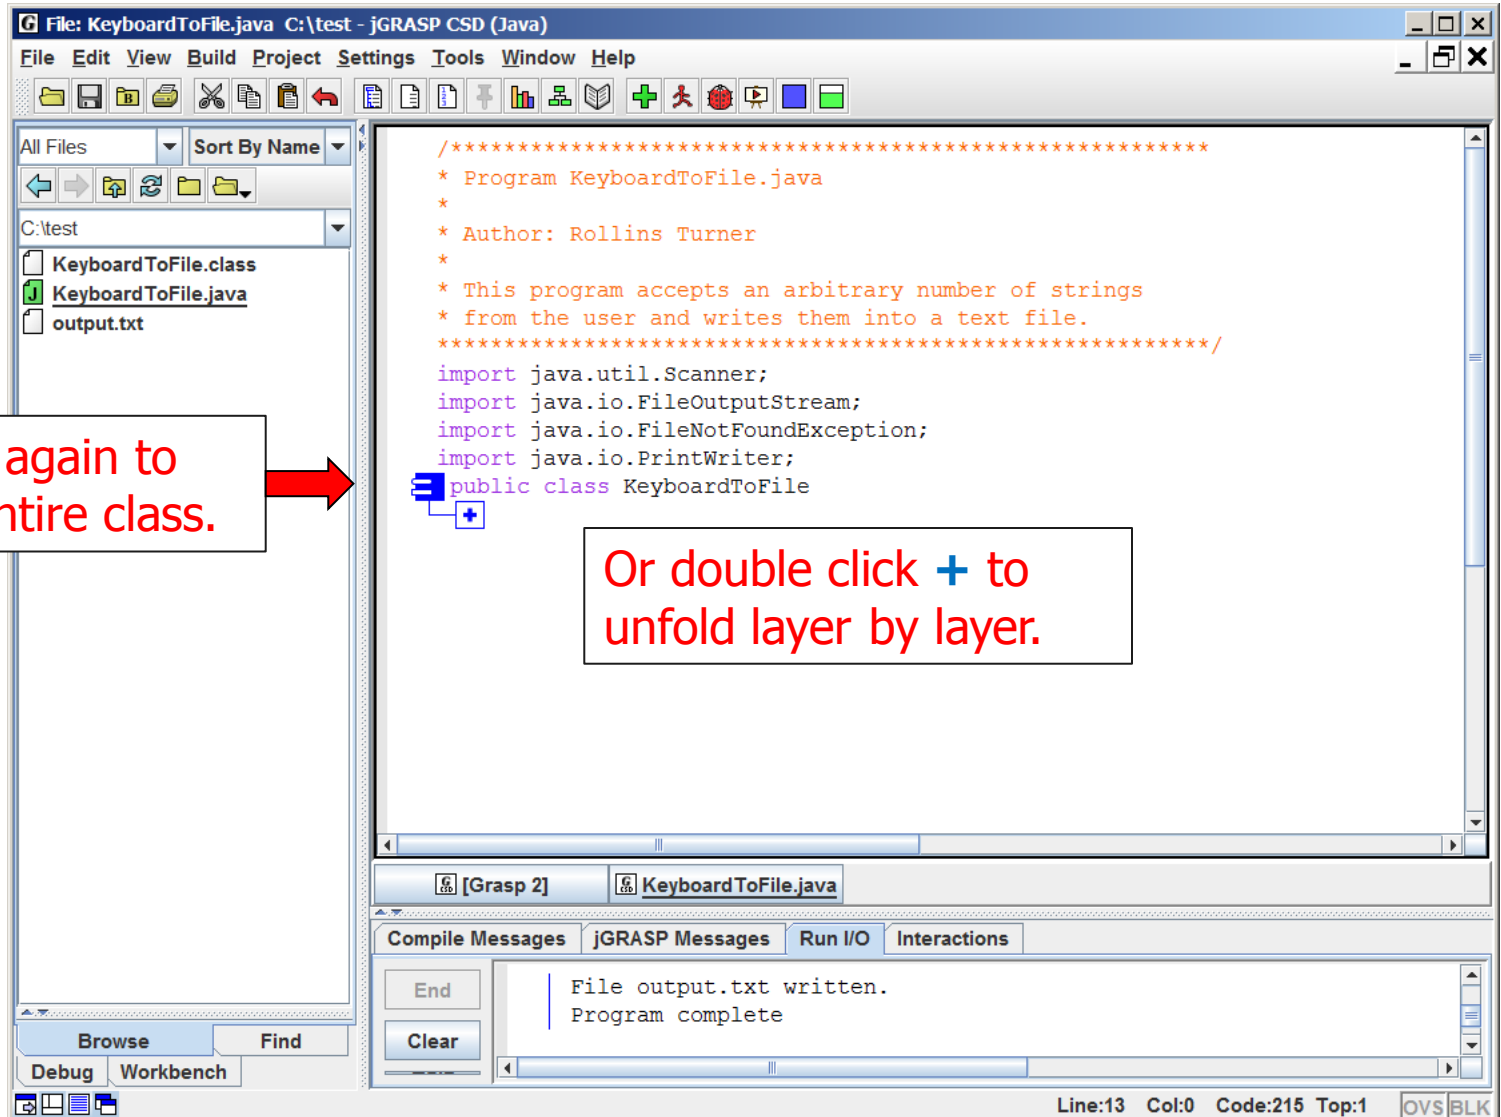 File: KeyboardToFile.java C:\test - jGRASP CSD (Java)
File Edit View Build Project Settings Tools Window Help
All Files Sort By Name
C:\test
KeyboardToFile.class
KeyboardToFile.java
output.txt
again to
ntire class.
/*********************************************************
* Program KeyboardToFile.java
*
* Author: Rollins Turner
*
* This program accepts an arbitrary number of strings
* from the user and writes them into a text file.
**********************************************************/
import java.util.Scanner;
import java.io.FileOutputStream;
import java.io.FileNotFoundException;
import java.io.PrintWriter;
public class KeyboardToFile
Or double click + to
unfold layer by layer.
[Grasp 2] KeyboardToFile.java
Compile Messages jGRASP Messages Run I/O Interactions
End
Clear
File output.txt written.
Program complete
Browse Find
Debug Workbench
Line:13 Col:0 Code:215 Top:1 OVS BLK